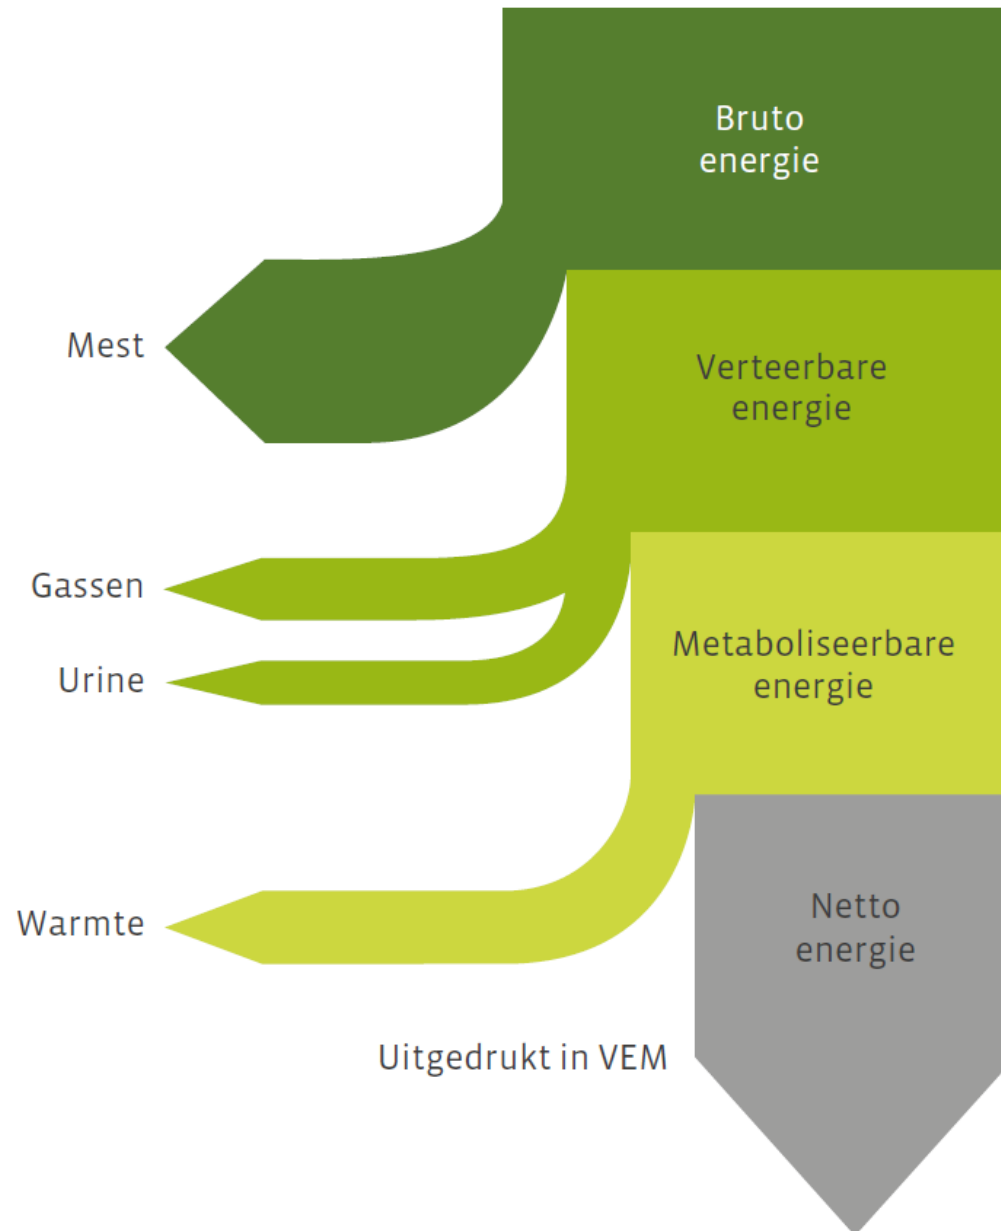 Bruto
energie
Mest
Verteerbare
energie
Gassen
Urine
Metaboliseerbare
energie
Warmte
Netto
energie
Uitgedrukt in VEM